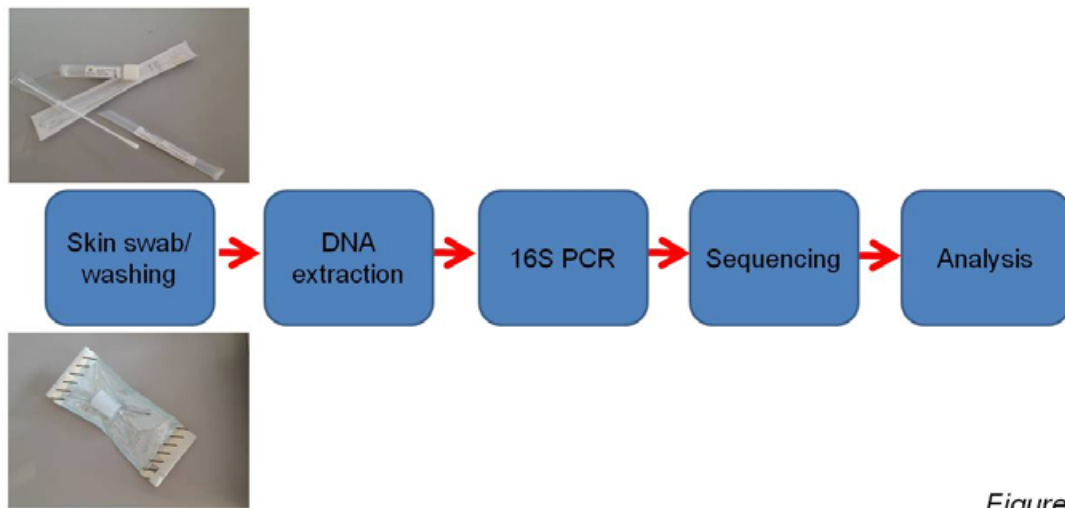 Skin swab/
washing
DNA
extraction
16S PCR
Sequencing
Analysis
Figure